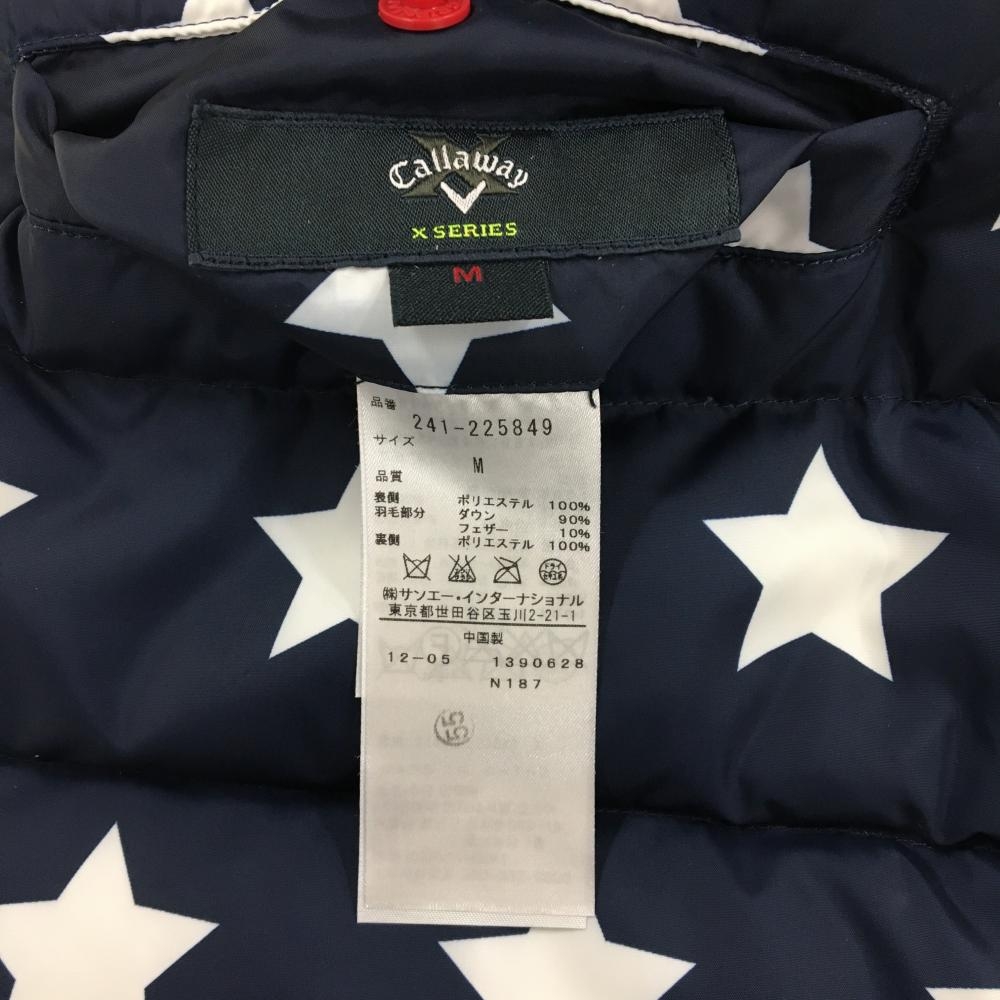 Callaway
X SERIES
M
品番
241-225849
サイズ
M
品質
表側 ポリエステル 100%
羽毛部分 ダウン 90%
フェザー 10%
裏側 ポリエステル 100%
ドライ
㈱サンエー・インターナショナル
東京都世田谷区玉川2-21-1
中国製
12-05 1390628
N187